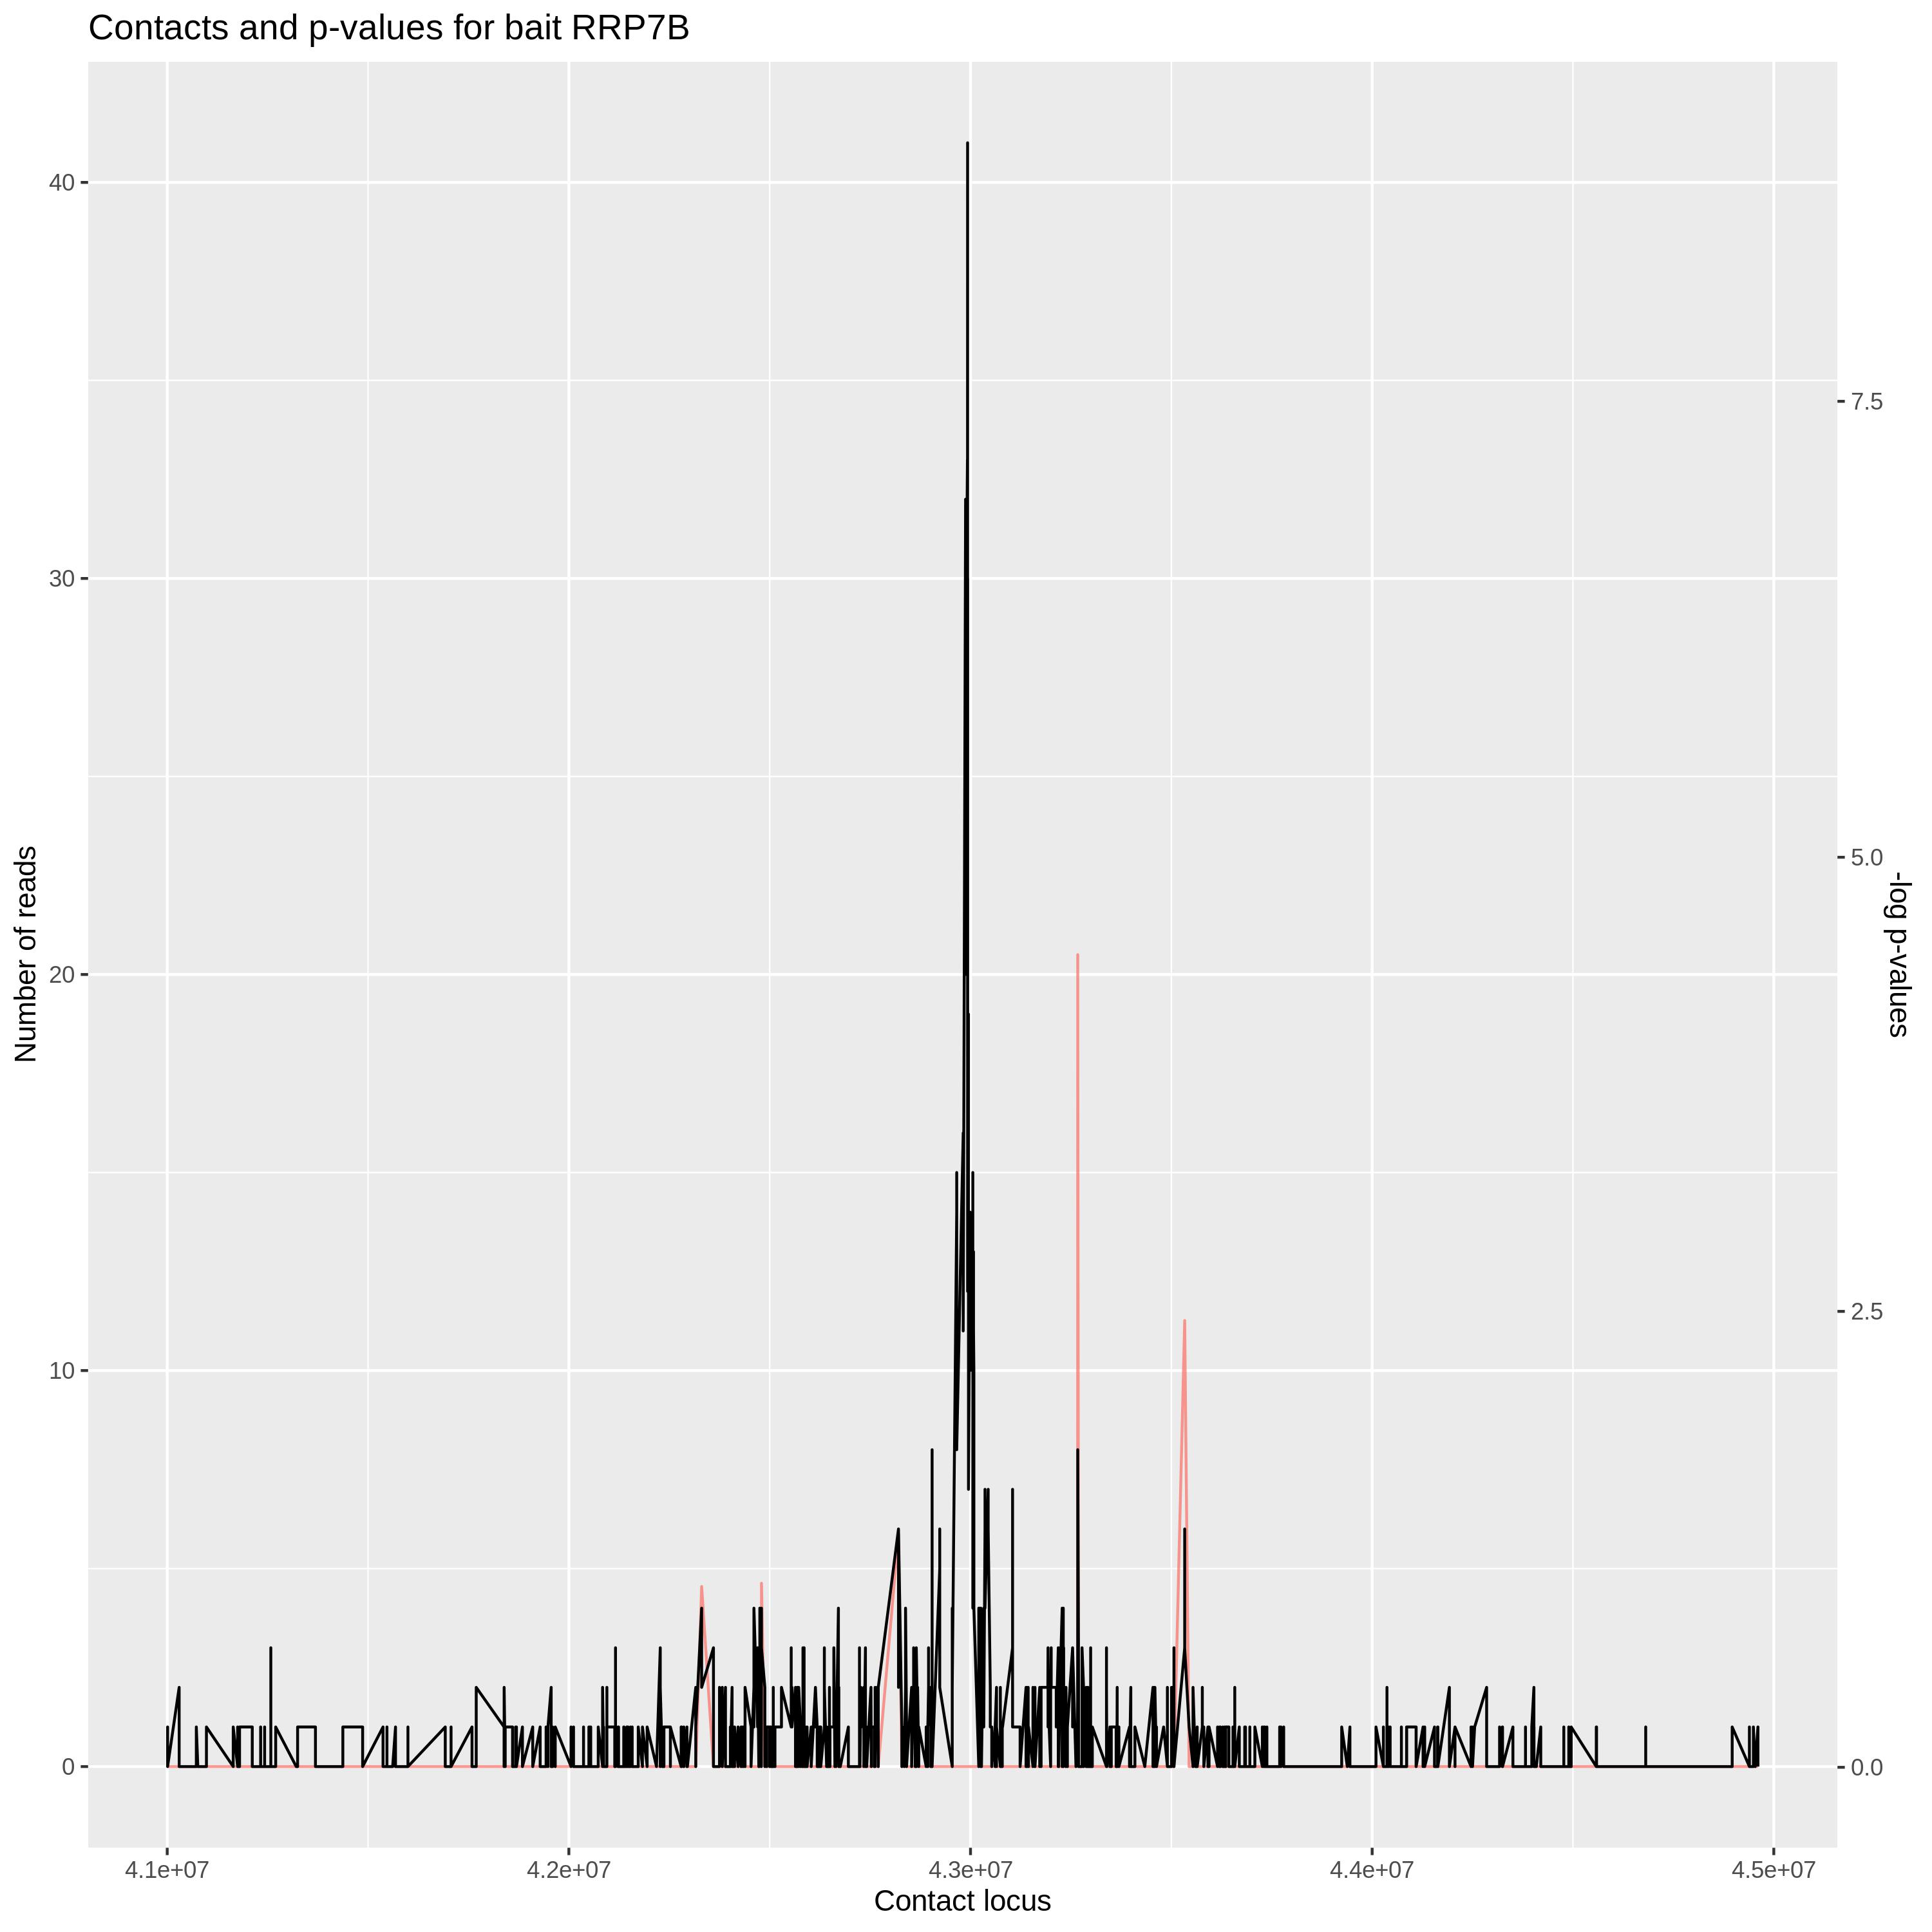 Contacts and p-values for bait RRP7B
40
30
20
10
0
Number of reads
7.5
5.0
2.5
0.0
-log p-values
4.1e+07
4.2e+07
4.3e+07
4.4e+07
4.5e+07
Contact locus